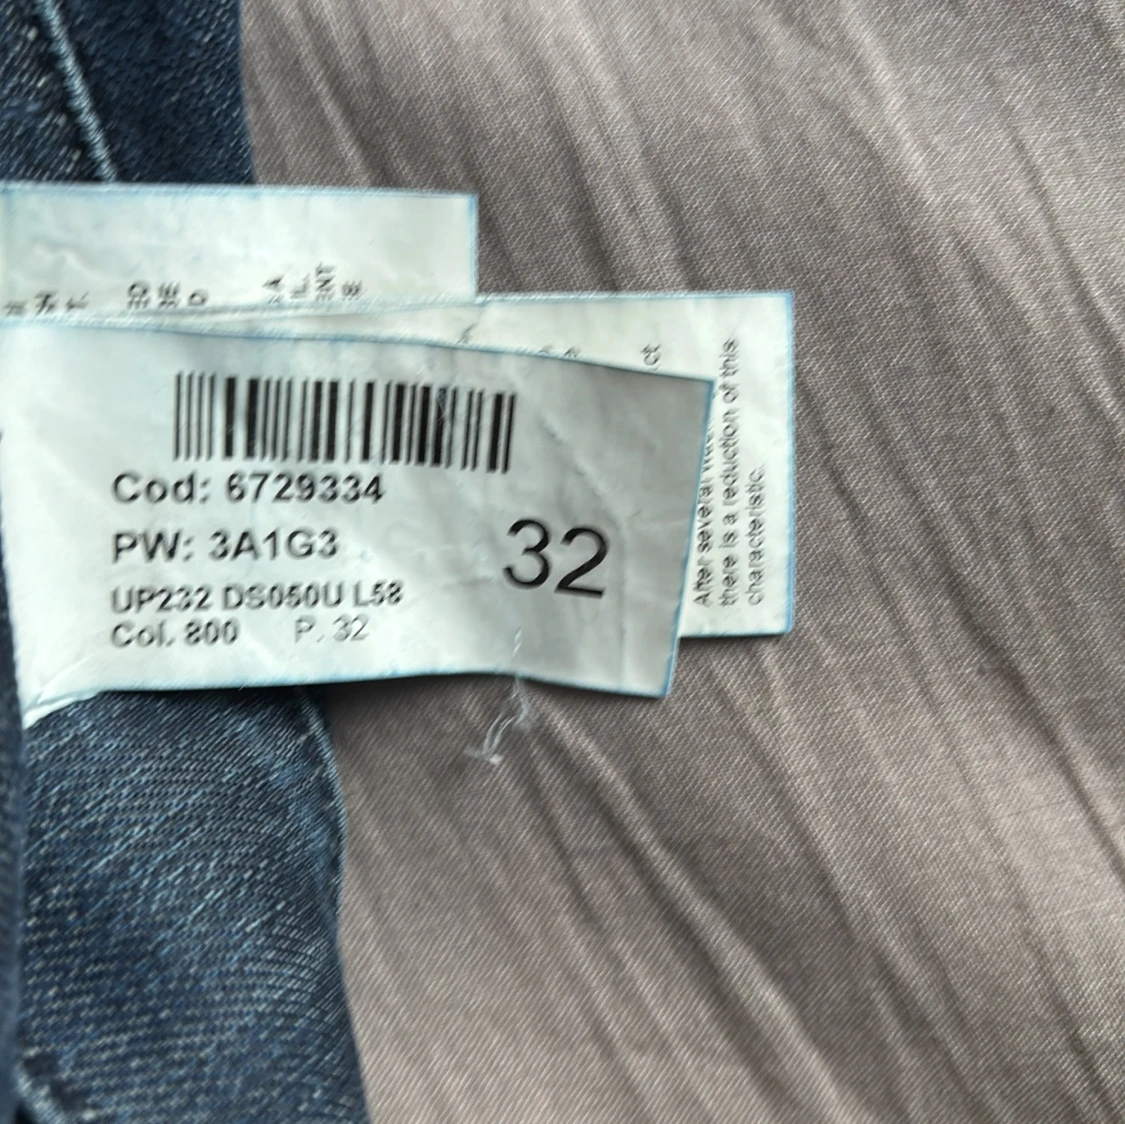 Cod: 6729334
PW: 3A1G3
32
UP232 DS050U L58
Col. 800 P. 32
ct
After several
there is a reduction of this
characteristic.